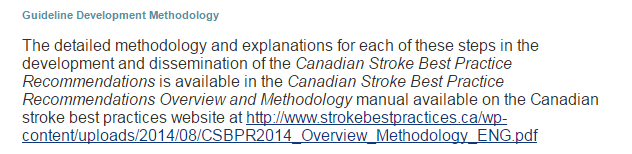 Guideline Development Methodology
The detailed methodology and explanations for each of these steps in the
development and dissemination of the Canadian Stroke Best Practice
Recommendations is available in the Canadian Stroke Best Practice
Recommendations Overview and Methodology manual available on the Canadian
stroke best practices website at http://www.strokebestpractices.ca/wp-
content/uploads/2014/08/CSBPR2014_Overview_Methodology_ENG.pdf